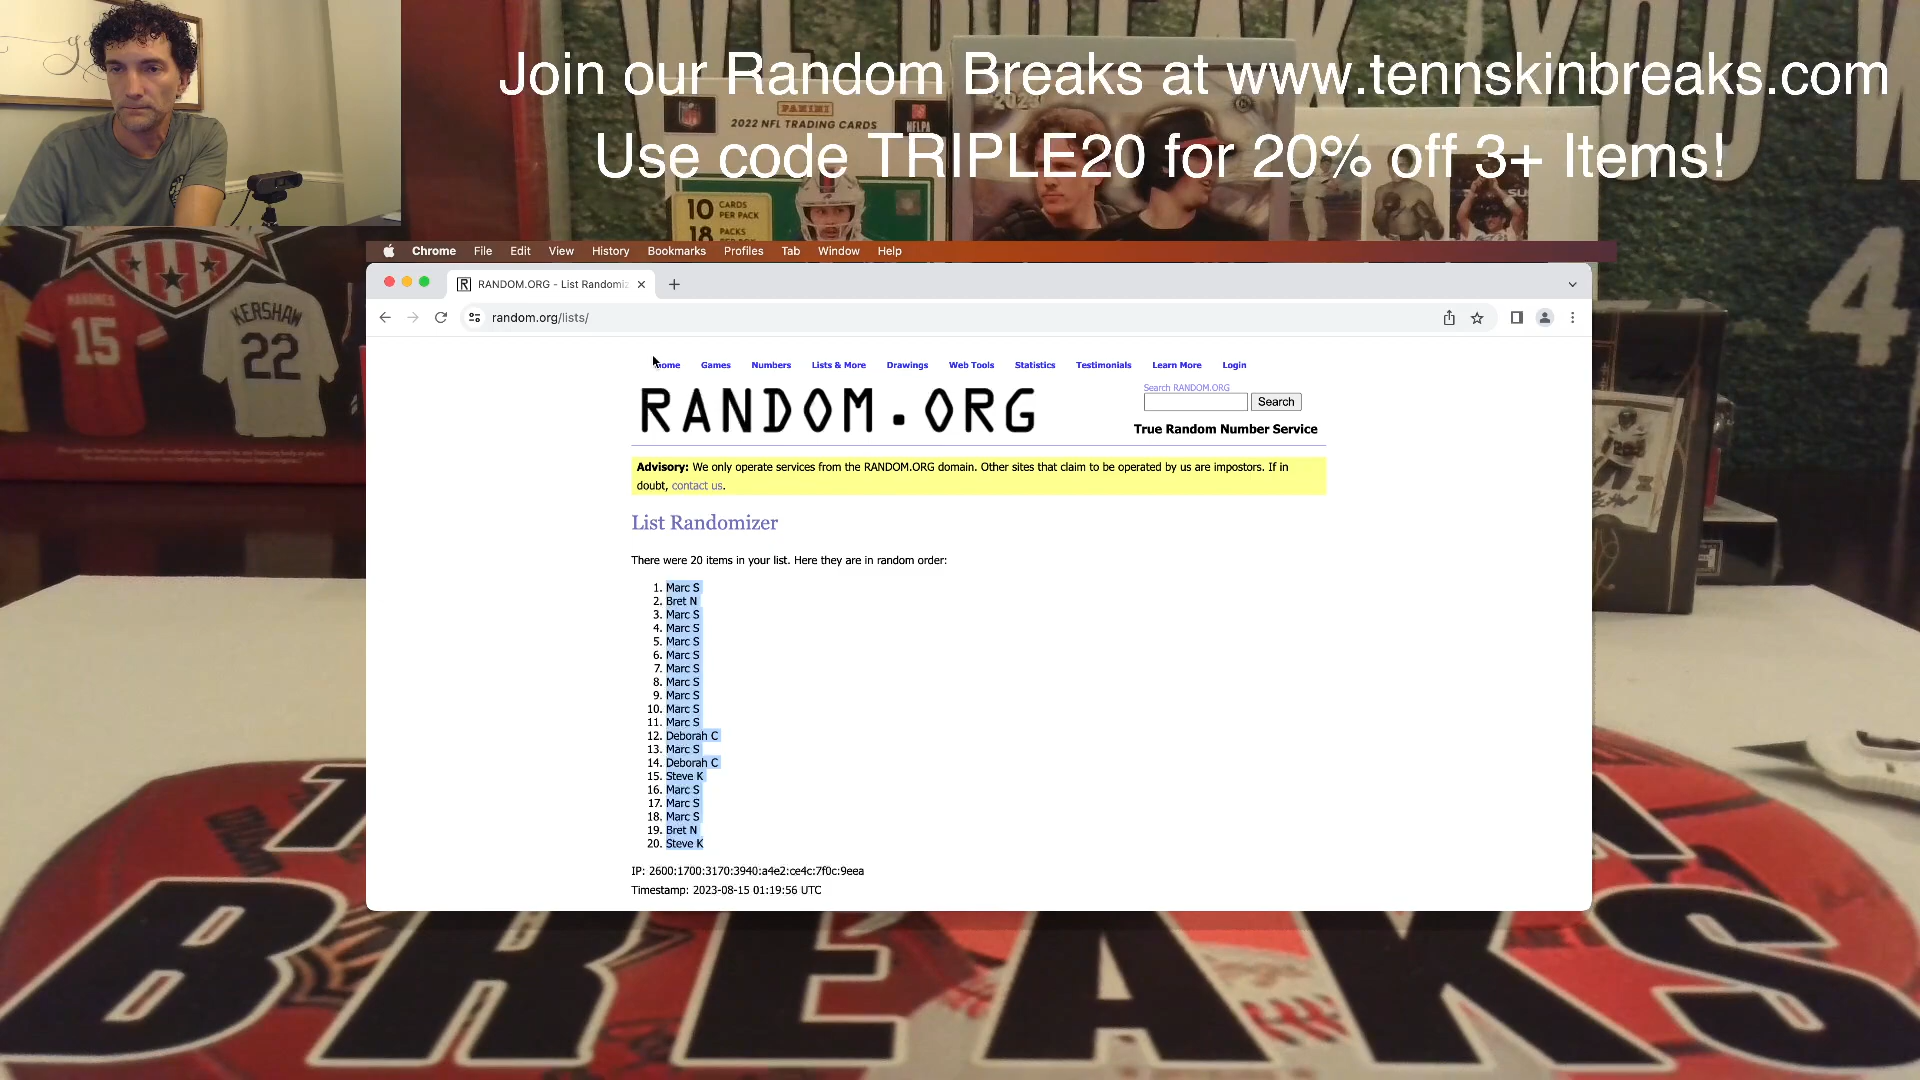 Join our Random Breaks at www.tennskinbreaks.com
Use code TRIPLE20 for 20% off 3+ Items!
WE BREAK YOU
PANINI
2022 NFL TRADING CARDS
NFL
NFLPA
10 CARDS
PER PACK
18 PACKS
Chrome File Edit View History Bookmarks Profiles Tab Window Help
RANDOM.ORG - List Randomiz
random.org/lists/
Home Games Numbers Lists & More Drawings Web Tools Statistics Testimonials Learn More Login
RANDOM.ORG
Search RANDOM.ORG
Search
True Random Number Service
Advisory: We only operate services from the RANDOM.ORG domain. Other sites that claim to be operated by us are impostors. If in
doubt, contact us.
List Randomizer
There were 20 items in your list. Here they are in random order:
1. Marc S
2. Bret N
3. Marc S
4. Marc S
5. Marc S
6. Marc S
7. Marc S
8. Marc S
9. Marc S
10. Marc S
11. Marc S
12. Deborah C
13. Marc S
14. Deborah C
15. Steve K
16. Marc S
17. Marc S
18. Marc S
19. Bret N
20. Steve K
IP: 2600:1700:3170:3940:a4e2:ce4c:7f0c:9eea
Timestamp: 2023-08-15 01:19:56 UTC
MAHOMES
15
KERSHAW
22
4
BREAKS